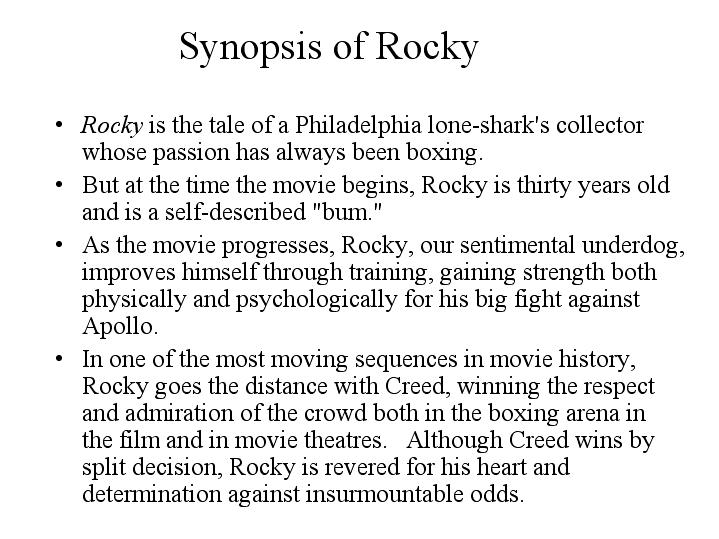 Synopsis of Rocky
• Rocky is the tale of a Philadelphia lone-shark's collector
whose passion has always been boxing.
• But at the time the movie begins, Rocky is thirty years old
and is a self-described "bum."
• As the movie progresses, Rocky, our sentimental underdog,
improves himself through training, gaining strength both
physically and psychologically for his big fight against
Apollo.
• In one of the most moving sequences in movie history,
Rocky goes the distance with Creed, winning the respect
and admiration of the crowd both in the boxing arena in
the film and in movie theatres.   Although Creed wins by
split decision, Rocky is revered for his heart and
determination against insurmountable odds.